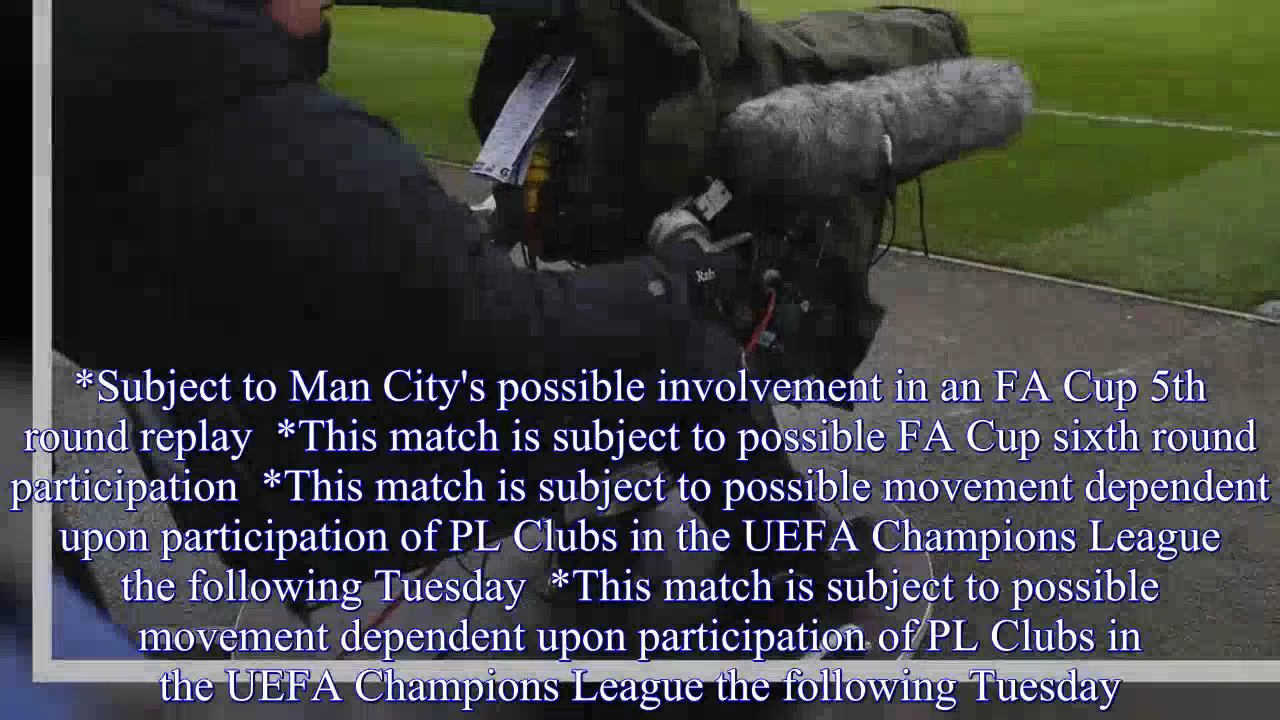 Rab
*Subject to Man City's possible involvement in an FA Cup 5th
round replay *This match is subject to possible FA Cup sixth round
participation *This match is subject to possible movement dependent
upon participation of PL Clubs in the UEFA Champions League
the following Tuesday *This match is subject to possible
movement dependent upon participation of PL Clubs in
the UEFA Champions League the following Tuesday